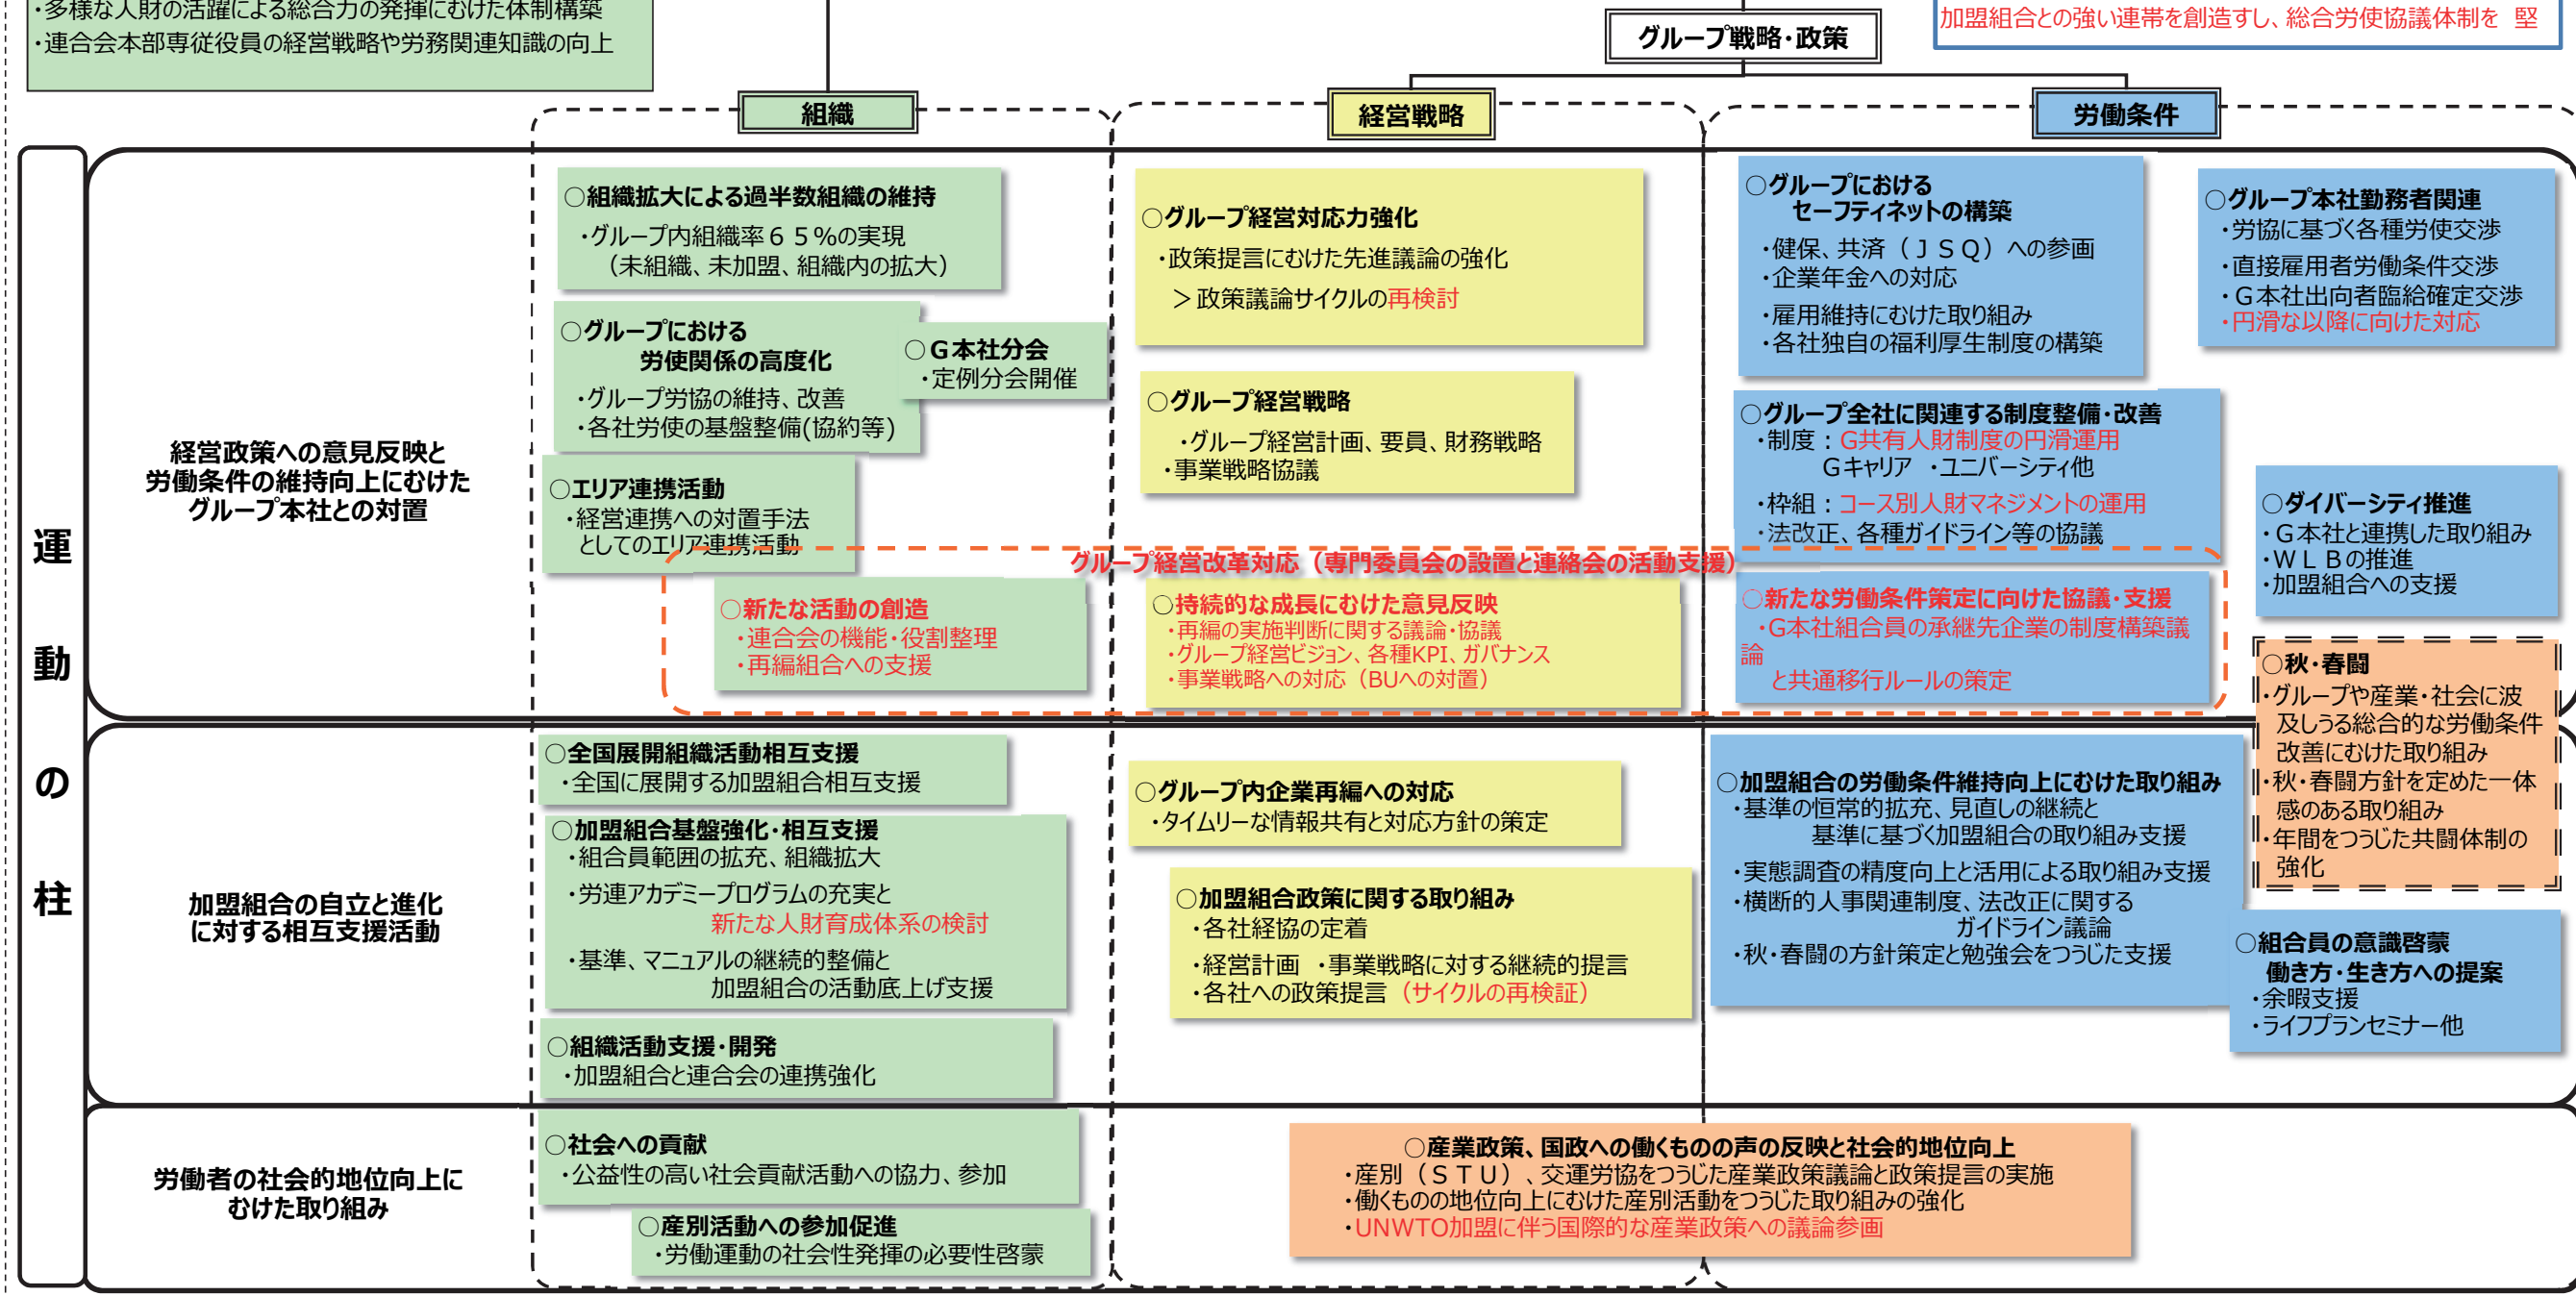 ・多様な人財の活躍による総合力の発揮にむけた体制構築
・連合会本部専従役員の経営戦略や労務関連知識の向上
グループ戦略・政策
加盟組合との強い連帯を創造すし、総合労使協議体制を 堅
組織
経営戦略
労働条件
運動の柱
経営政策への意見反映と
労働条件の維持向上にむけた
グループ本社との対置
○組織拡大による過半数組織の維持
・グループ内組織率６５%の実現
（未組織、未加盟、組織内の拡大）
○グループにおける
労使関係の高度化
・グループ労協の維持、改善
・各社労使の基盤整備(協約等)
○Ｇ本社分会
・定例分会開催
○エリア連携活動
・経営連携への対置手法
としてのエリア連携活動
○グループ経営対応力強化
・政策提言にむけた先進議論の強化
＞政策議論サイクルの再検討
○グループ経営戦略
・グループ経営計画、要員、財務戦略
・事業戦略協議
○グループにおける
セーフティネットの構築
・健保、共済（ＪＳＱ）への参画
・企業年金への対応
・雇用維持にむけた取り組み
・各社独自の福利厚生制度の構築
○グループ本社勤務者関連
・労協に基づく各種労使交渉
・直接雇用者労働条件交渉
・Ｇ本社出向者臨給確定交渉
・円滑な以降に向けた対応
○グループ全社に関連する制度整備・改善
・制度：G共有人財制度の円滑運用
Ｇキャリア ・ユニバーシティ他
・枠組：コース別人財マネジメントの運用
・法改正、各種ガイドライン等の協議
○ダイバーシティ推進
・Ｇ本社と連携した取り組み
・ＷＬＢの推進
・加盟組合への支援
グループ経営改革対応（専門委員会の設置と連絡会の活動支援）
○新たな活動の創造
・連合会の機能・役割整理
・再編組合への支援
○持続的な成長にむけた意見反映
・再編の実施判断に関する議論・協議
・グループ経営ビジョン、各種KPI、ガバナンス
・事業戦略への対応（BUへの対置）
○新たな労働条件策定に向けた協議・支援
・G本社組合員の承継先企業の制度構築議
論
と共通移行ルールの策定
○秋・春闘
・グループや産業・社会に波
及しうる総合的な労働条件
改善にむけた取り組み
・秋・春闘方針を定めた一体
感のある取り組み
・年間をつうじた共闘体制の
強化
加盟組合の自立と進化
に対する相互支援活動
○全国展開組織活動相互支援
・全国に展開する加盟組合相互支援
○加盟組合基盤強化・相互支援
・組合員範囲の拡充、組織拡大
・労連アカデミープログラムの充実と
新たな人財育成体系の検討
・基準、マニュアルの継続的整備と
加盟組合の活動底上げ支援
○組織活動支援・開発
・加盟組合と連合会の連携強化
○グループ内企業再編への対応
・タイムリーな情報共有と対応方針の策定
○加盟組合政策に関する取り組み
・各社経協の定着
・経営計画 ・事業戦略に対する継続的提言
・各社への政策提言（サイクルの再検証）
○加盟組合の労働条件維持向上にむけた取り組み
・基準の恒常的拡充、見直しの継続と
基準に基づく加盟組合の取り組み支援
・実態調査の精度向上と活用による取り組み支援
・横断的人事関連制度、法改正に関する
ガイドライン議論
・秋・春闘の方針策定と勉強会をつうじた支援
○組合員の意識啓蒙
働き方・生き方への提案
・余暇支援
・ライフプランセミナー他
労働者の社会的地位向上に
むけた取り組み
○社会への貢献
・公益性の高い社会貢献活動への協力、参加
○産別活動への参加促進
・労働運動の社会性発揮の必要性啓蒙
○産業政策、国政への働くものの声の反映と社会的地位向上
・産別（ＳＴＵ）、交運労協をつうじた産業政策議論と政策提言の実施
・働くものの地位向上にむけた産別活動をつうじた取り組みの強化
・UNWTO加盟に伴う国際的な産業政策への議論参画